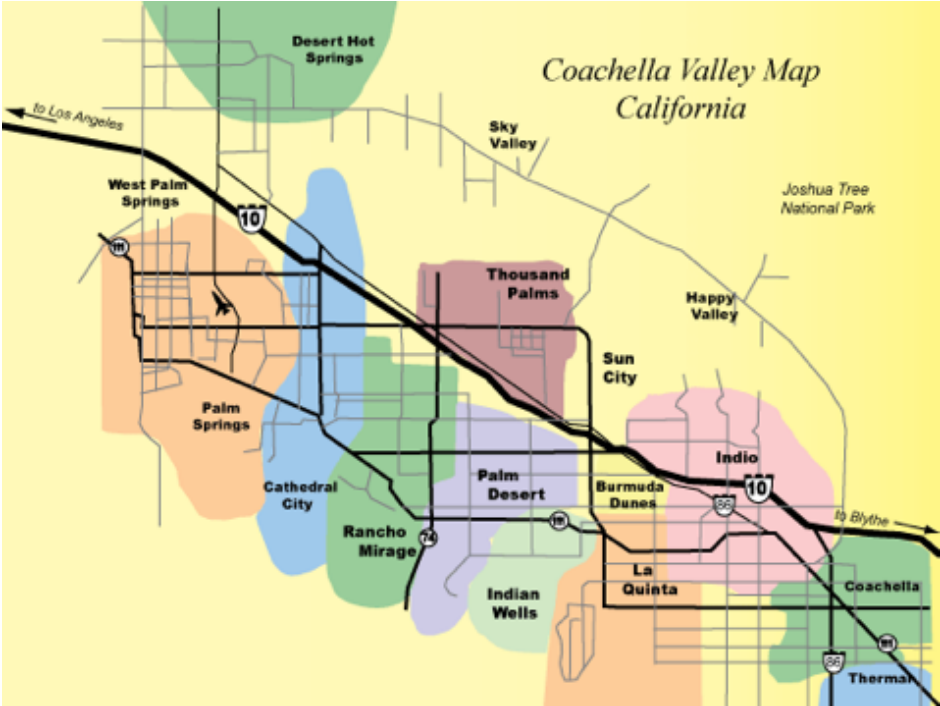 Desert Hot
Springs
Coachella Valley Map
California
to Los Angeles
Sky
Valley
West Palm
Springs
Joshua Tree
National Park
10
111
Thousand
Palms
Happy
Valley
Sun
City
Palm
Springs
Indio
Cathedral
City
Palm
Desert
Burmuda
Dunes
10
86
to Blythe
111
Rancho
Mirage
74
La
Quinta
Coachella
Indian
Wells
111
86
Thermal